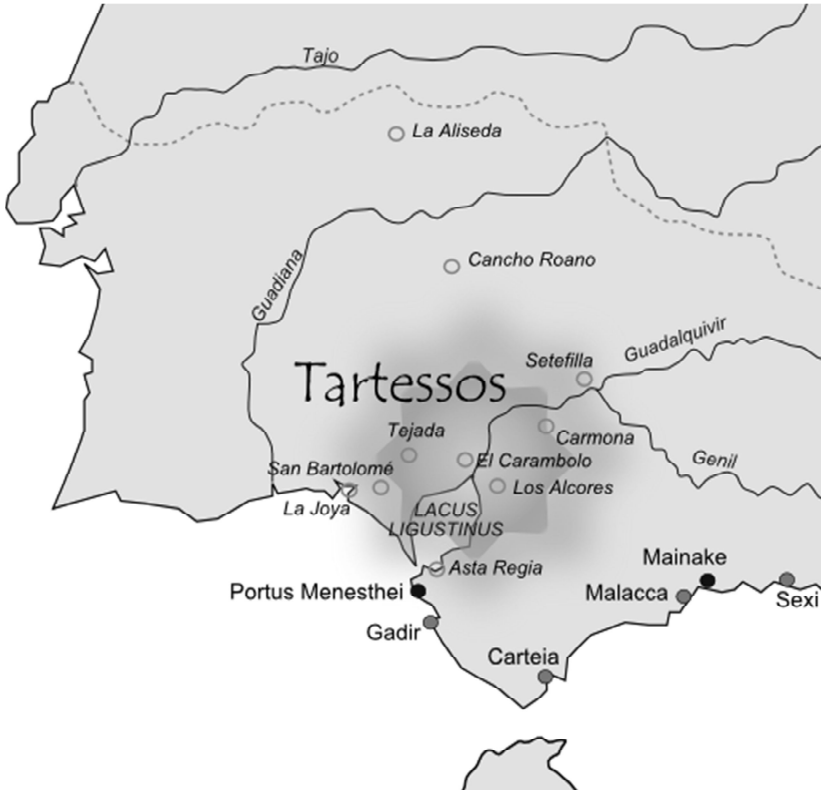 Tajo
La Aliseda
Cancho Roano
Guadiana
Guadalquivir
Setefilla
Tartessos
Tejada
Carmona
San Bartolomé
El Carambolo
Genil
La Joya
Los Alcores
LACUS
LIGUSTINUS
Asta Regia
Mainake
Portus Menesthei
Malacca
Sexi
Gadir
Carteia